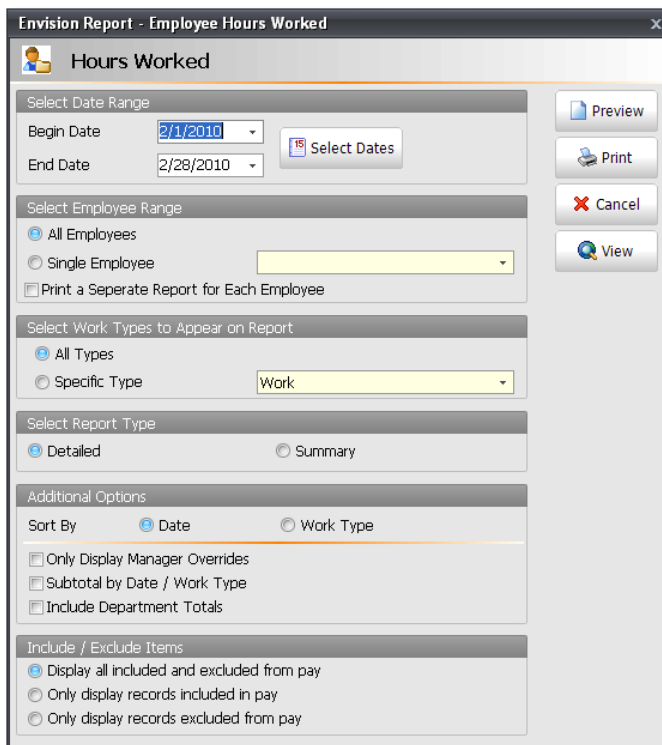 Envision Report - Employee Hours Worked
x
Hours Worked
Select Date Range
Begin Date 2/1/2010
End Date 2/28/2010
15 Select Dates
Preview
Print
Cancel
View
Select Employee Range
All Employees
Single Employee
Print a Seperate Report for Each Employee
Select Work Types to Appear on Report
All Types
Specific Type Work
Select Report Type
Detailed Summary
Additional Options
Sort By Date Work Type
Only Display Manager Overrides
Subtotal by Date / Work Type
Include Department Totals
Include / Exclude Items
Display all included and excluded from pay
Only display records included in pay
Only display records excluded from pay